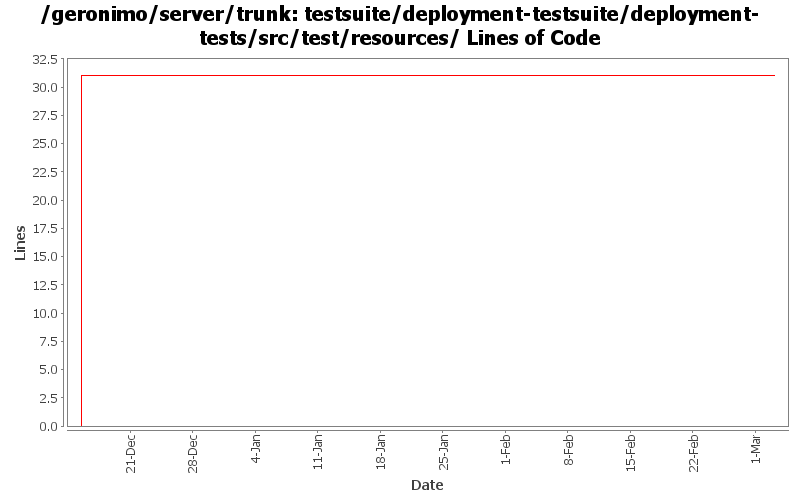 /geronimo/server/trunk: testsuite/deployment-testsuite/deployment-
tests/src/test/resources/ Lines of Code
32.5
30.0
27.5
25.0
22.5
20.0
17.5
15.0
12.5
10.0
7.5
5.0
2.5
0.0
Lines
21-Dec
28-Dec
4-Jan
11-Jan
18-Jan
25-Jan
1-Feb
8-Feb
15-Feb
22-Feb
1-Mar
Date